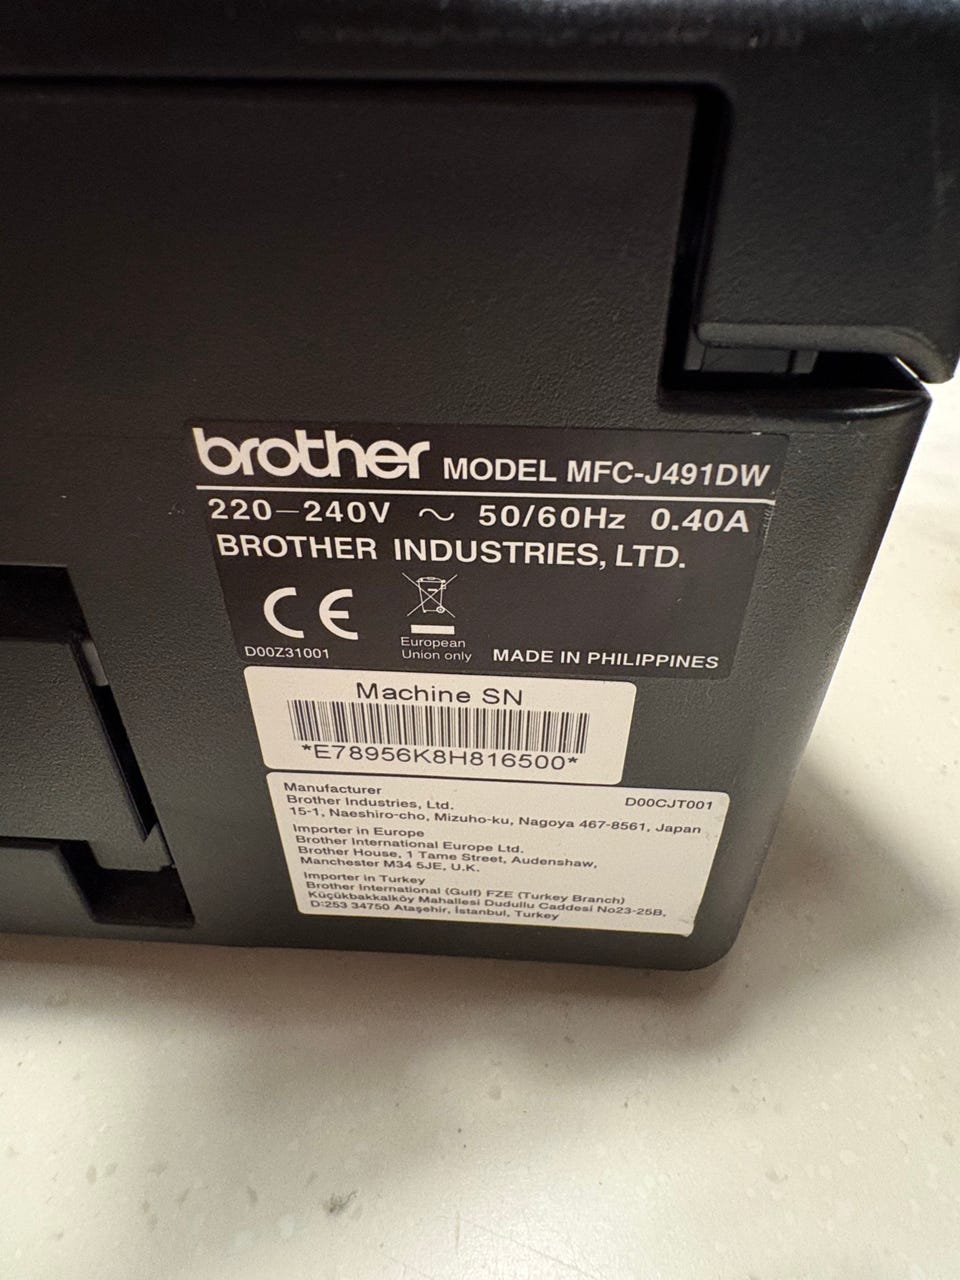 brother MODEL MFC-J491DW
220-240V ~ 50/60Hz 0.40A
BROTHER INDUSTRIES, LTD.
CE
European
Union only
D00Z31001
MADE IN PHILIPPINES
Machine SN
*E78956K8H816500*
Manufacturer
D00CJT001
Brother Industries, Ltd.
15-1, Naeshiro-cho, Mizuho-ku, Nagoya 467-8561, Japan
Importer in Europe
Brother International Europe Ltd.
Brother House, 1 Tame Street, Audenshaw,
Manchester M34 5JE, U.K.
Importer in Turkey
Brother International (Gulf) FZE (Turkey Branch)
Küçükbakkalköy Mahallesi Dudullu Caddesi No23-25B,
D:253 34750 Ataşehir, İstanbul, Turkey